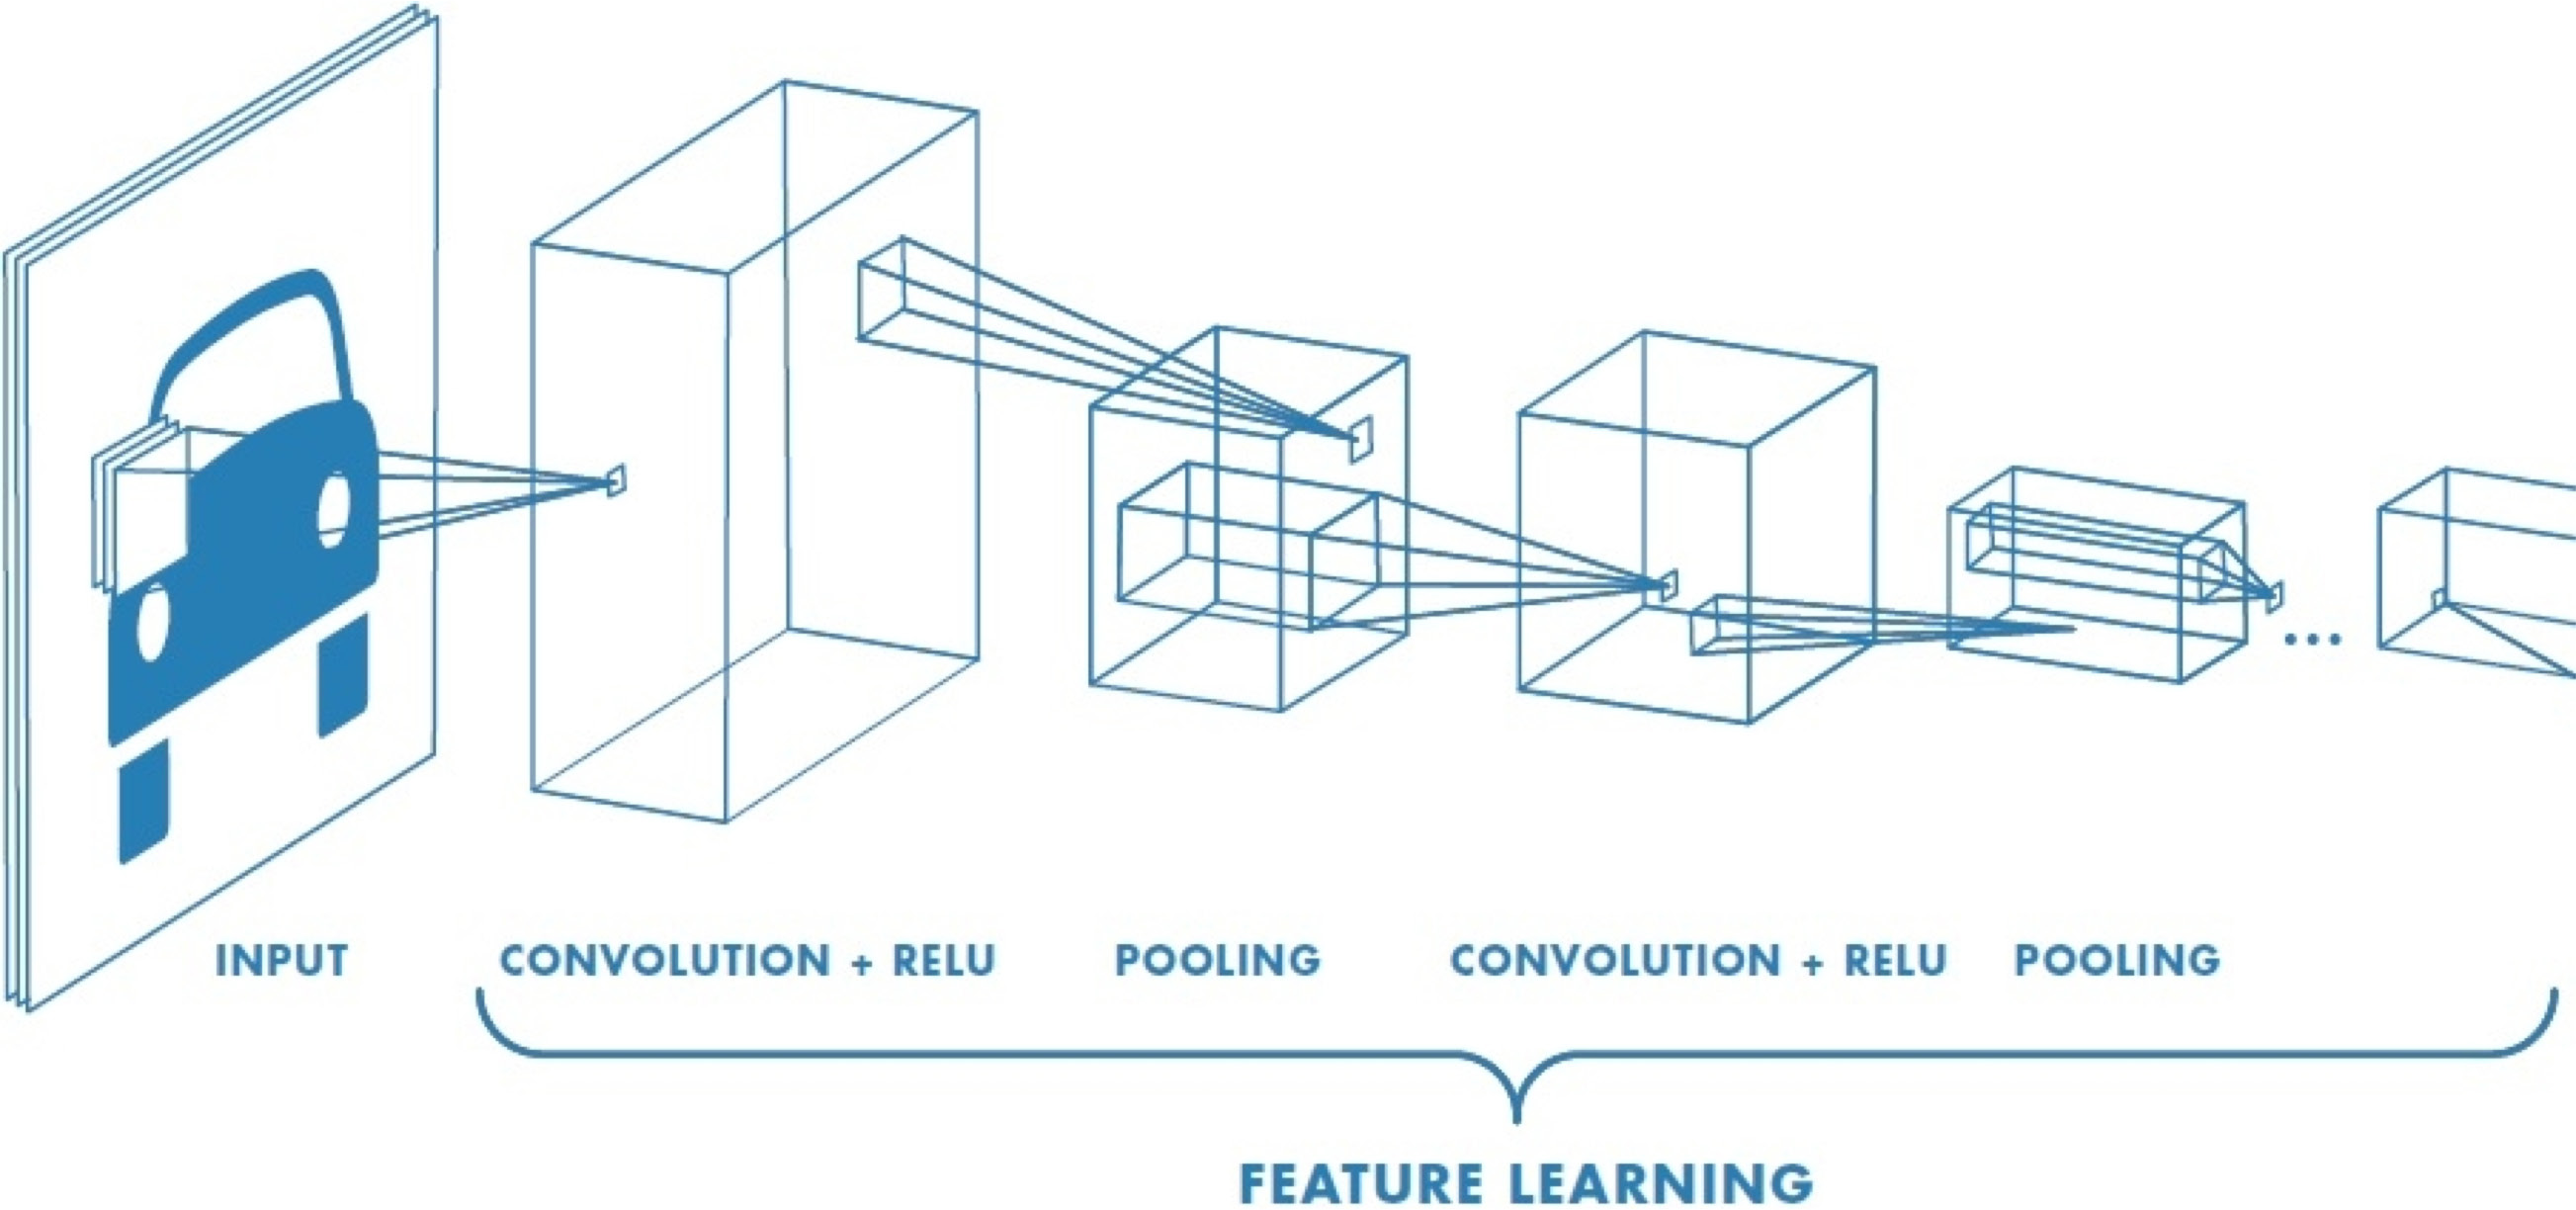 INPUT CONVOLUTION + RELU POOLING CONVOLUTION + RELU POOLING
FEATURE LEARNING